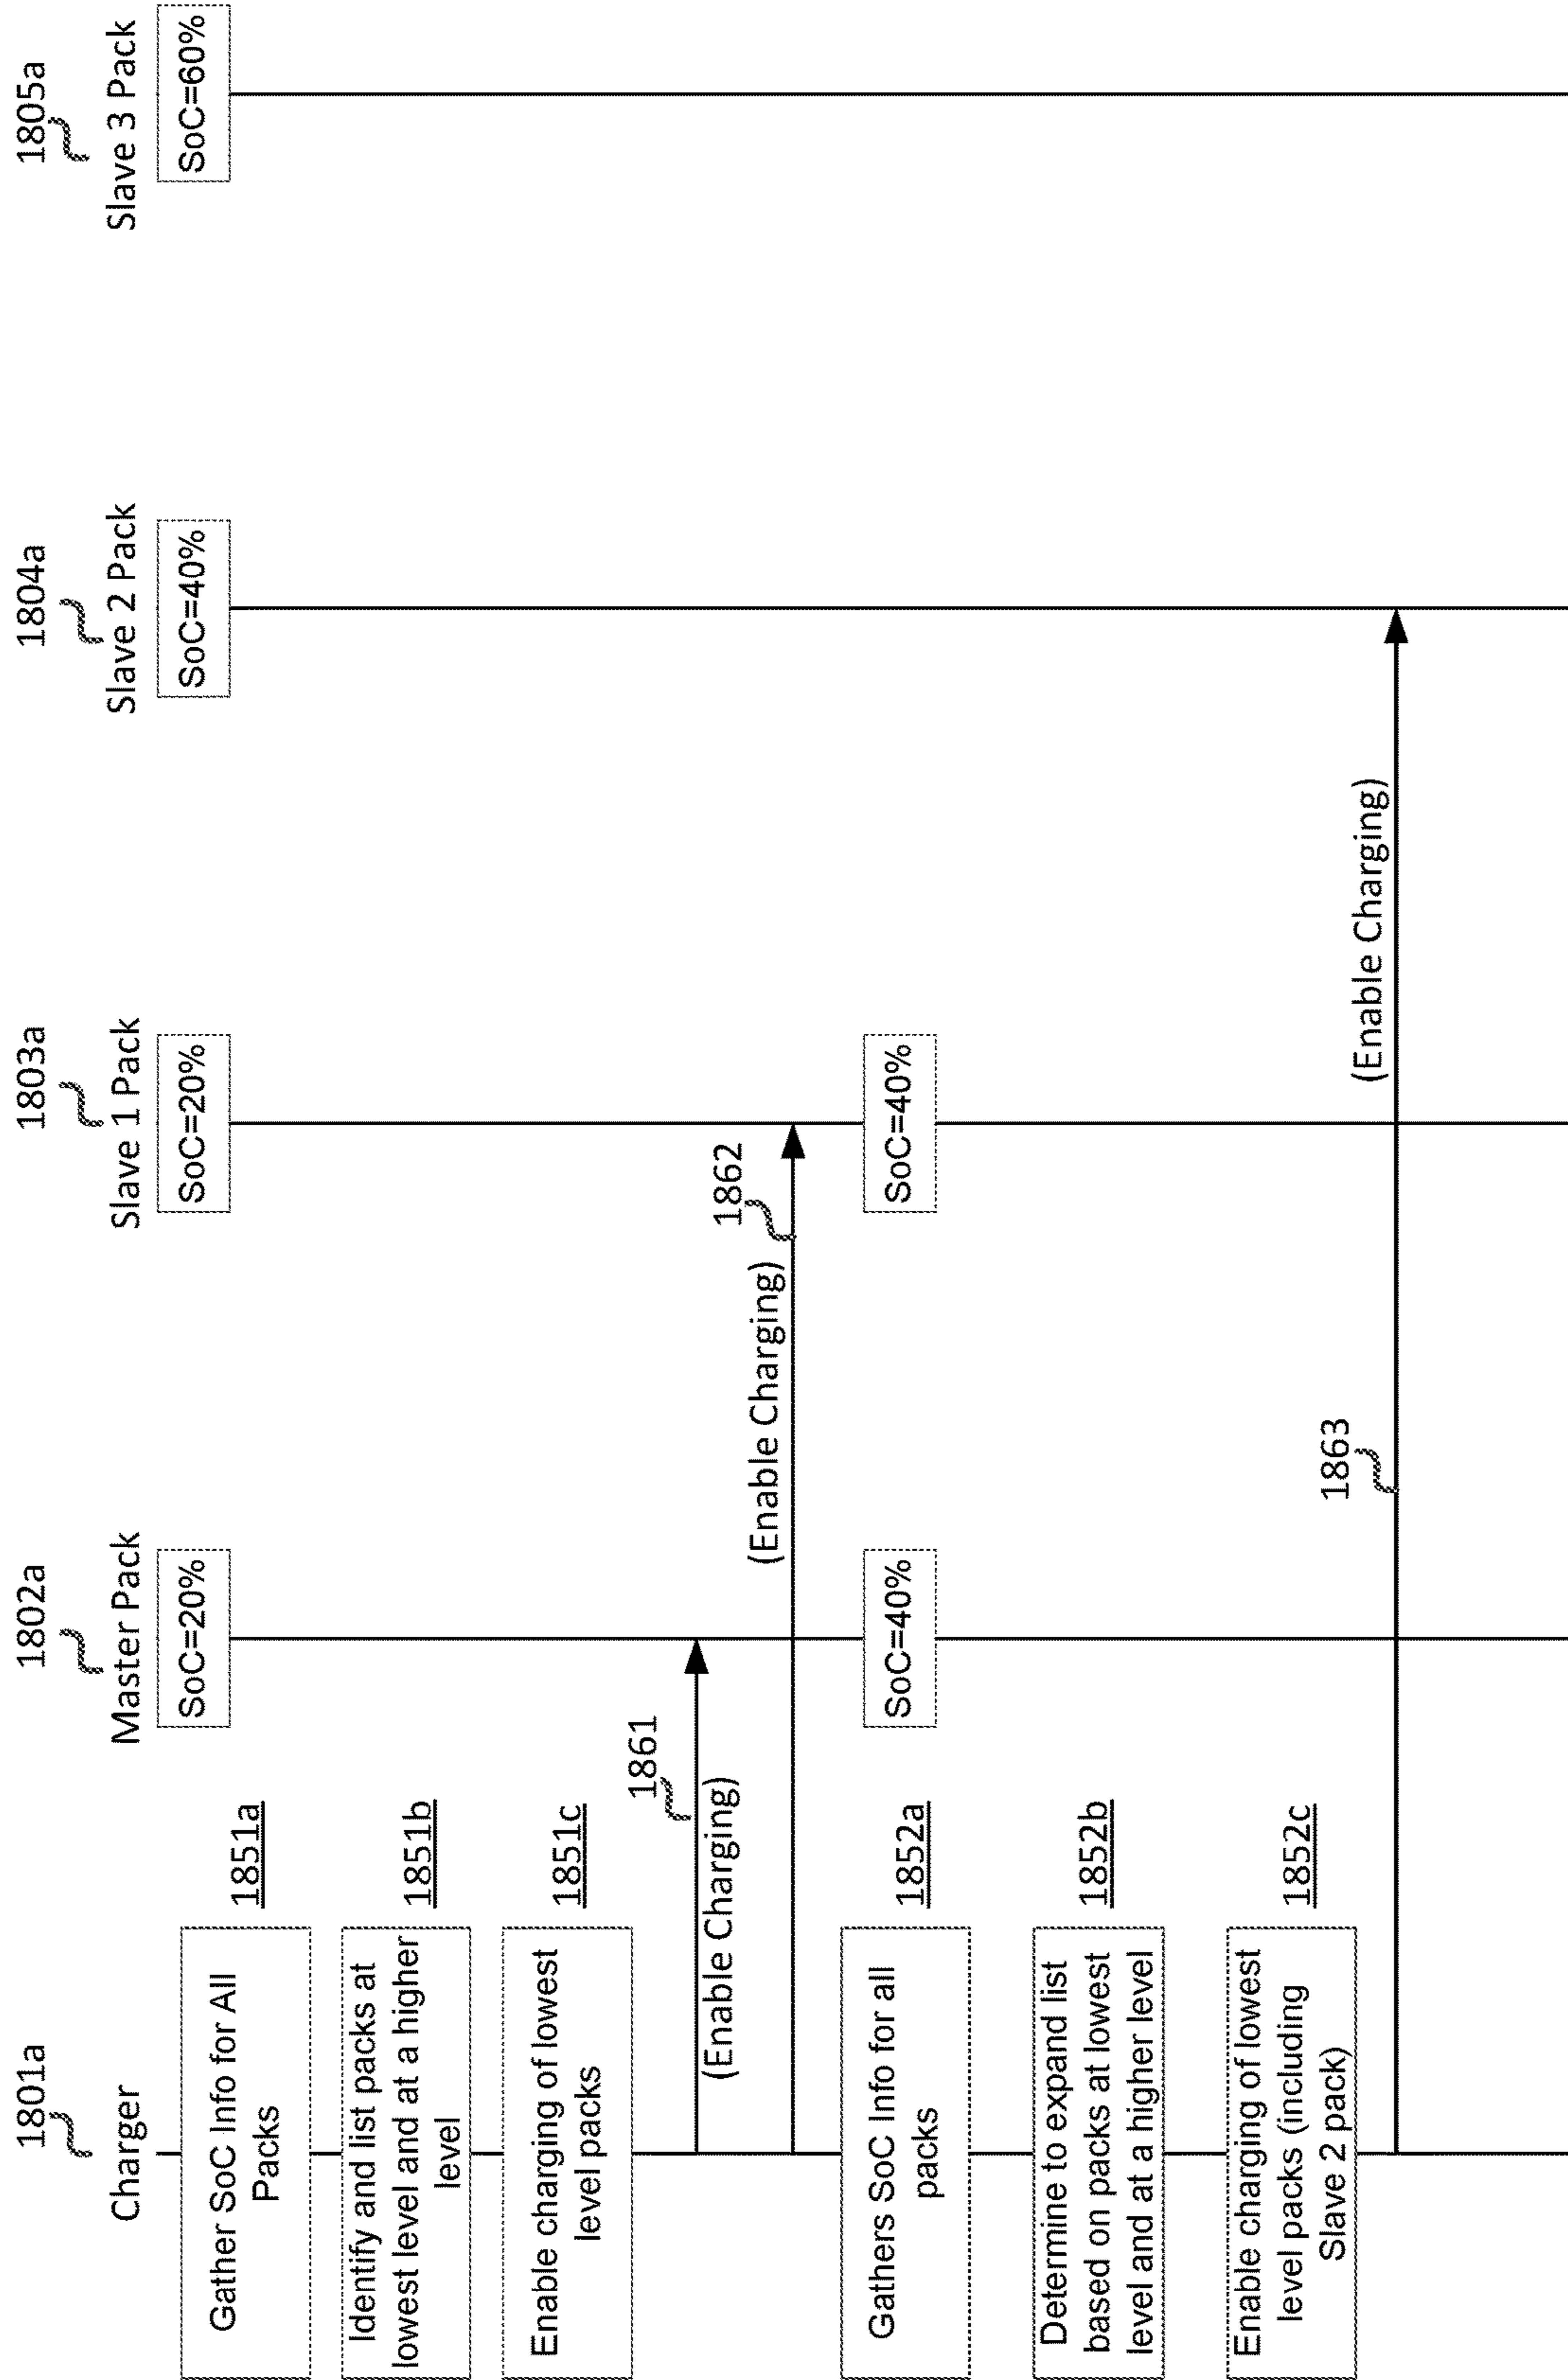 1801a
1802a
1803a
1804a
1805a
Charger
Master Pack
Slave 1 Pack
Slave 2 Pack
Slave 3 Pack
SoC=20%
SoC=20%
SoC=40%
SoC=60%
Gather SoC Info for All
Packs
1851a
Identify and list packs at
lowest level and at a higher
level
1851b
Enable charging of lowest
level packs
1851c
1861
(Enable Charging)
1862
(Enable Charging)
Gathers SoC Info for all
packs
1852a
SoC=40%
SoC=40%
Determine to expand list
based on packs at lowest
level and at a higher level
1852b
Enable charging of lowest
level packs (including
Slave 2 pack)
1852c
1863
(Enable Charging)